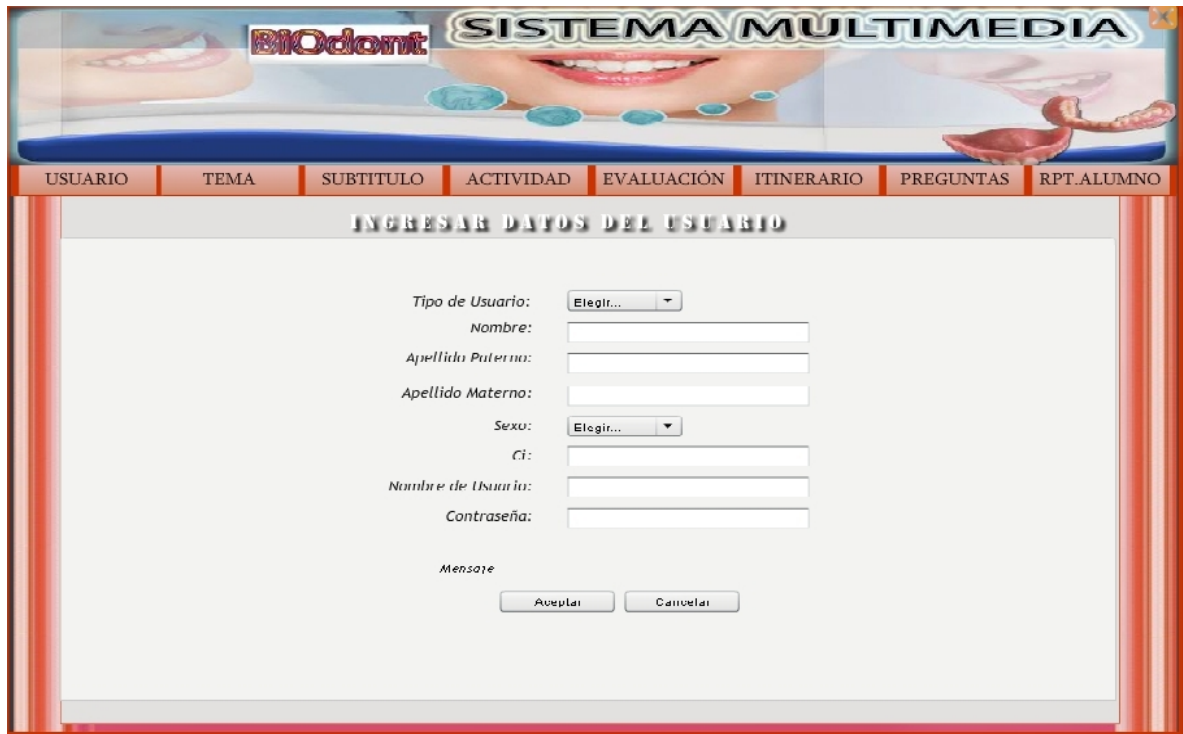 BIOdont SISTEMA MULTIMEDIA X
USUARIO TEMA SUBTITULO ACTIVIDAD EVALUACIÓN ITINERARIO PREGUNTAS RPT.ALUMNO
INGRESAR DATOS DEL USUARIO
Tipo de Usuario: Elegir...
Nombre:
Apellido Paterno:
Apellido Materno:
Sexo: Elegir...
Ci:
Nombre de Usuario:
Contraseña:
Mensaje
Aceptar Cancelar